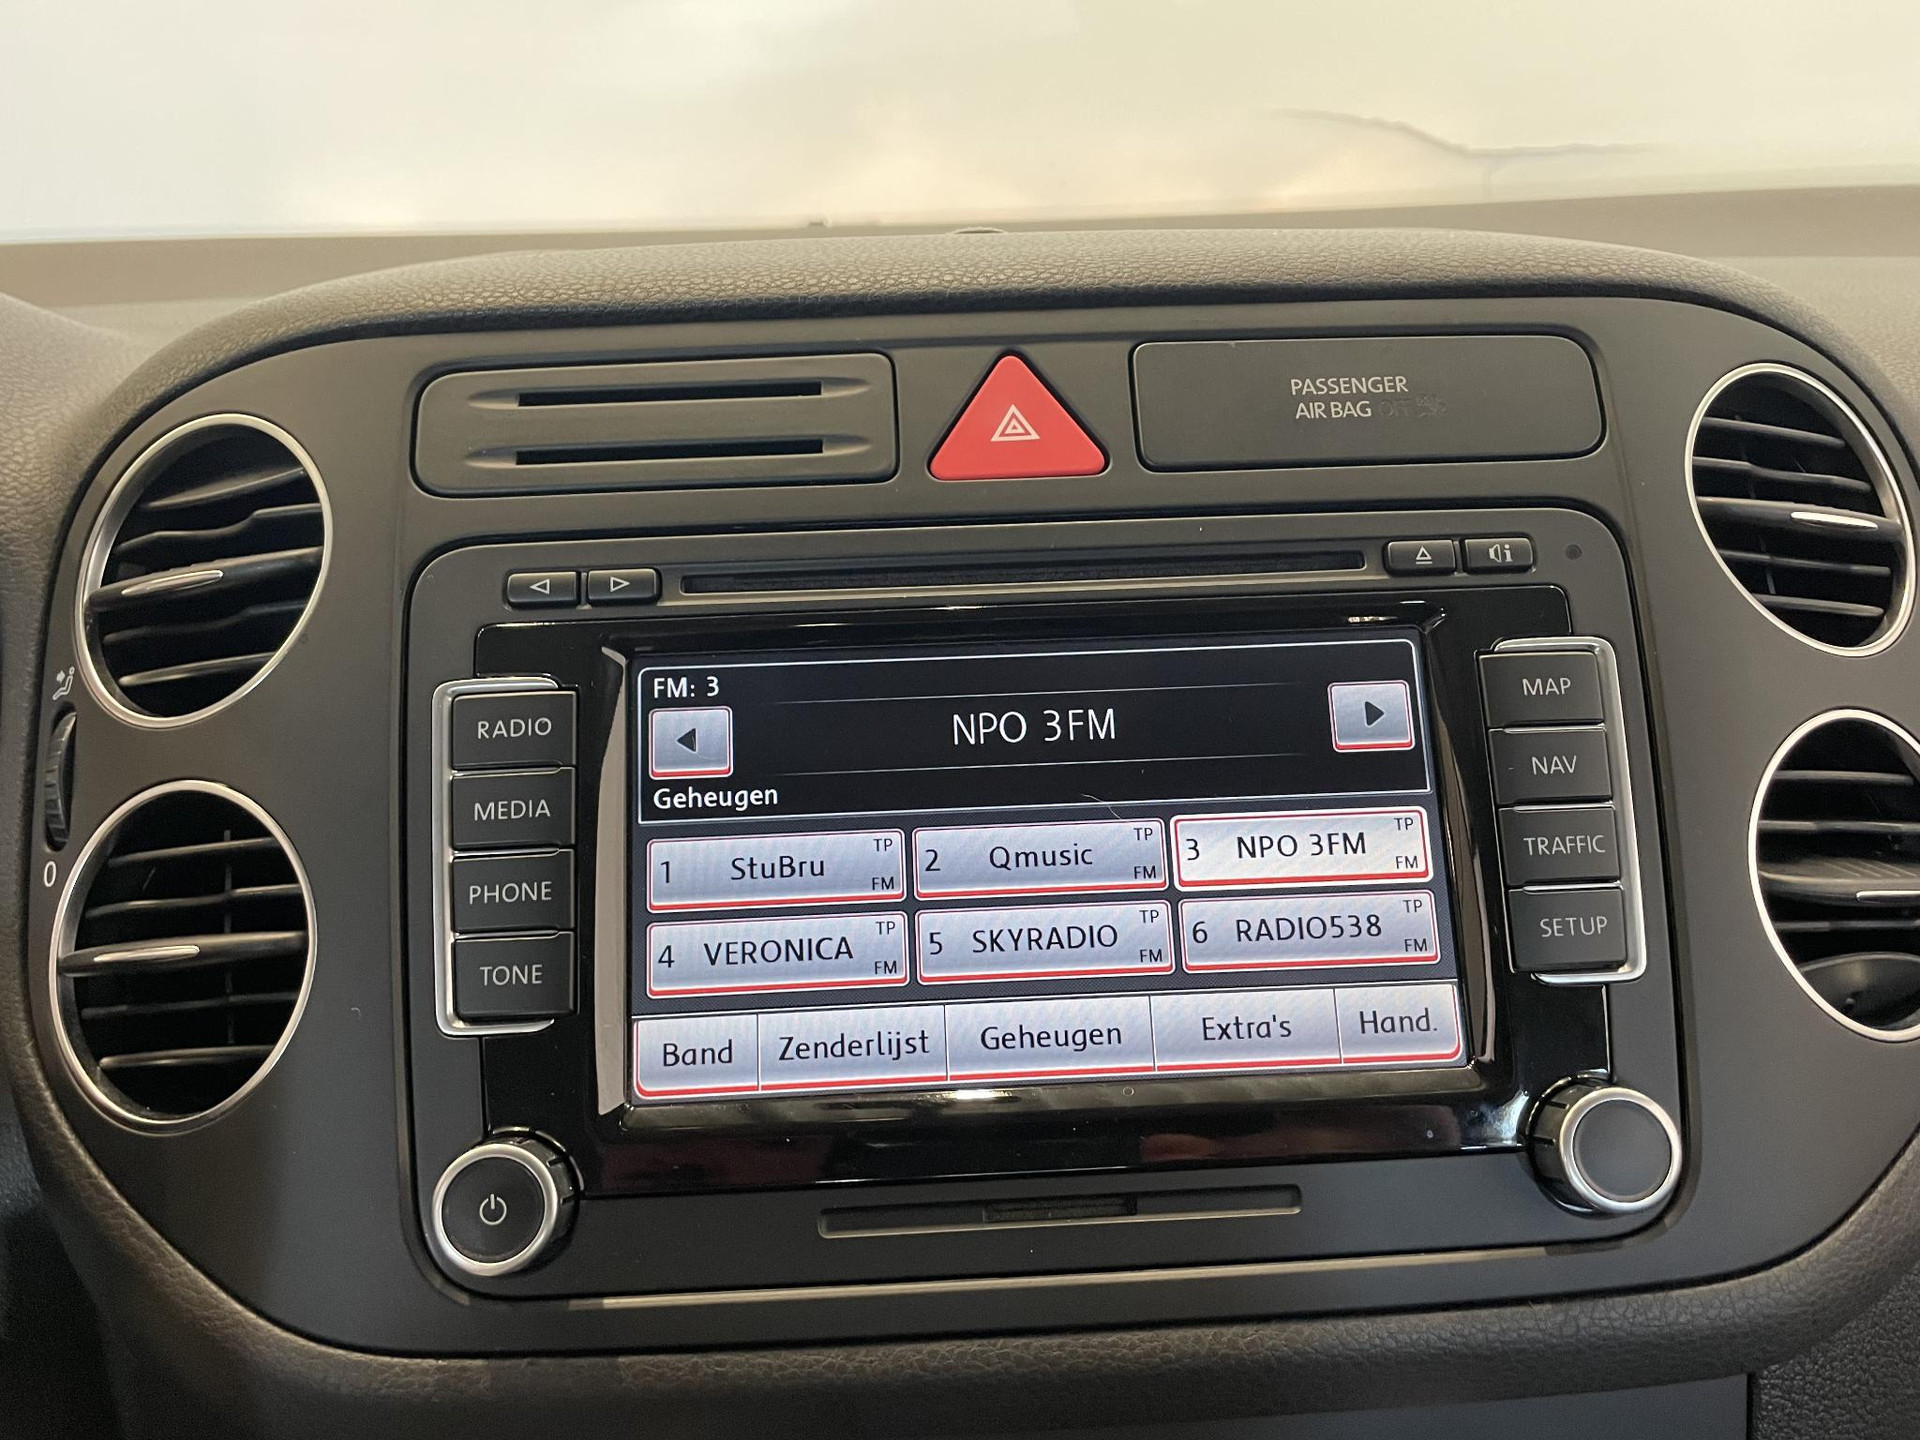 PASSENGER
AIR BAG OFF
FM: 3
NPO 3FM
Geheugen
1 StuBru TP FM
2 Qmusic TP FM
3 NPO 3FM TP FM
4 VERONICA TP FM
5 SKYRADIO TP FM
6 RADIO538 TP FM
Band Zenderlijst Geheugen Extra's Hand.
RADIO
MEDIA
PHONE
TONE
MAP
NAV
TRAFFIC
SETUP
0